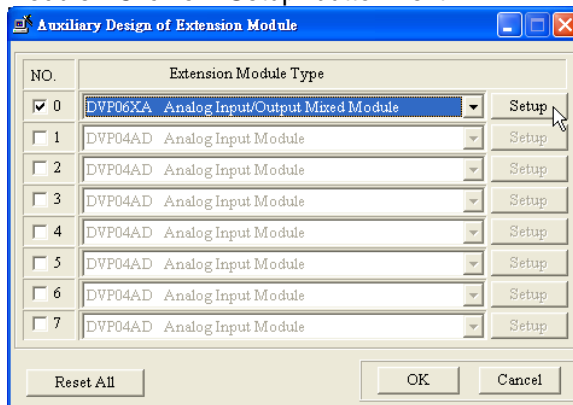 Auxiliary Design of Extension Module
NO. Extension Module Type
0 DVP06XA Analog Input/Output Mixed Module Setup
1 DVP04AD Analog Input Module Setup
2 DVP04AD Analog Input Module Setup
3 DVP04AD Analog Input Module Setup
4 DVP04AD Analog Input Module Setup
5 DVP04AD Analog Input Module Setup
6 DVP04AD Analog Input Module Setup
7 DVP04AD Analog Input Module Setup
Reset All OK Cancel